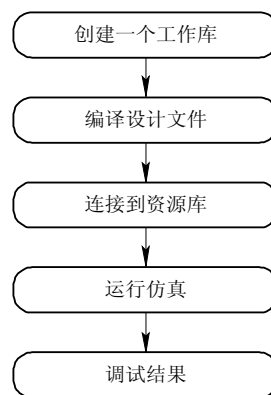 创建一个工作库
编译设计文件
连接到资源库
运行仿真
调试结果